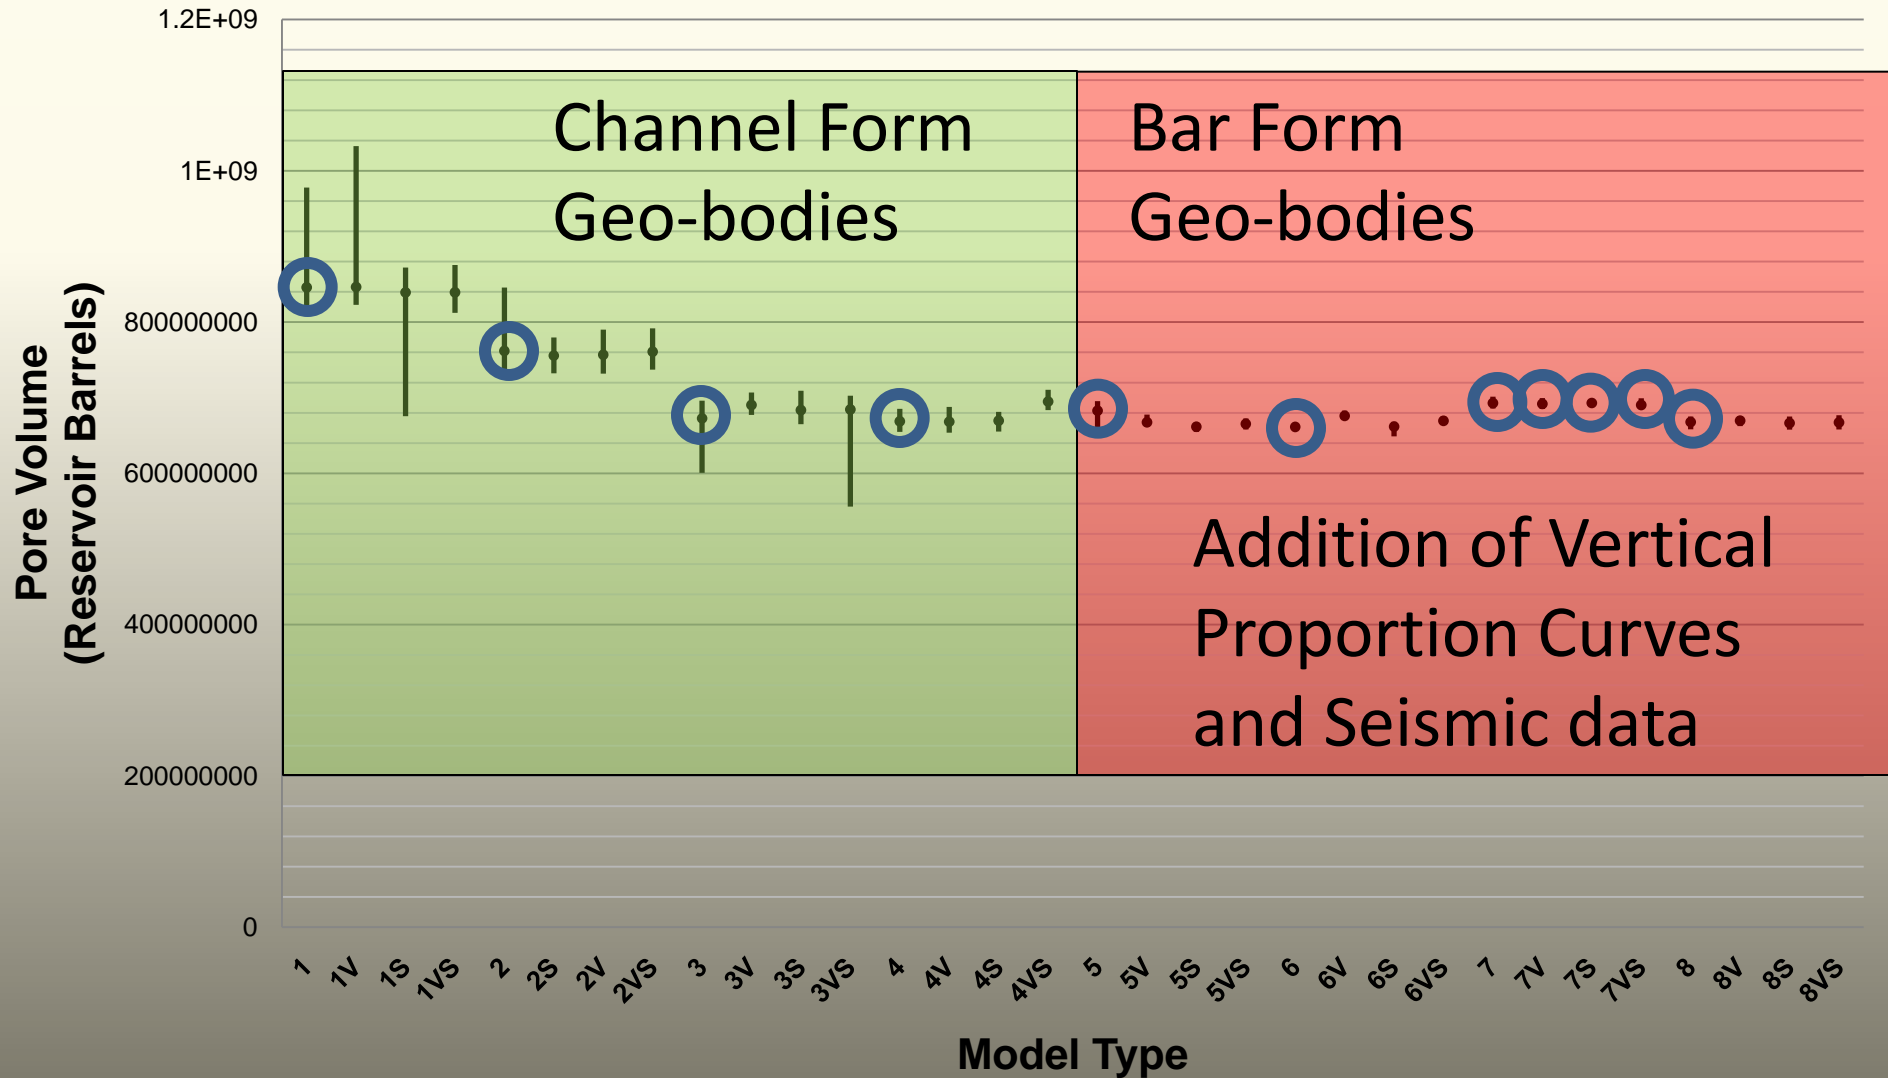 1.2E+09
1E+09
800000000
600000000
400000000
200000000
0
Pore Volume
(Reservoir Barrels)
Channel Form
Geo-bodies
Bar Form
Geo-bodies
Addition of Vertical
Proportion Curves
and Seismic data
1 1V 1S 1VS 2 2S 2V 2VS 3 3V 3S 3VS 4 4V 4S 4VS 5 5V 5S 5VS 6 6V 6S 6VS 7 7V 7S 7VS 8 8V 8S 8VS
Model Type